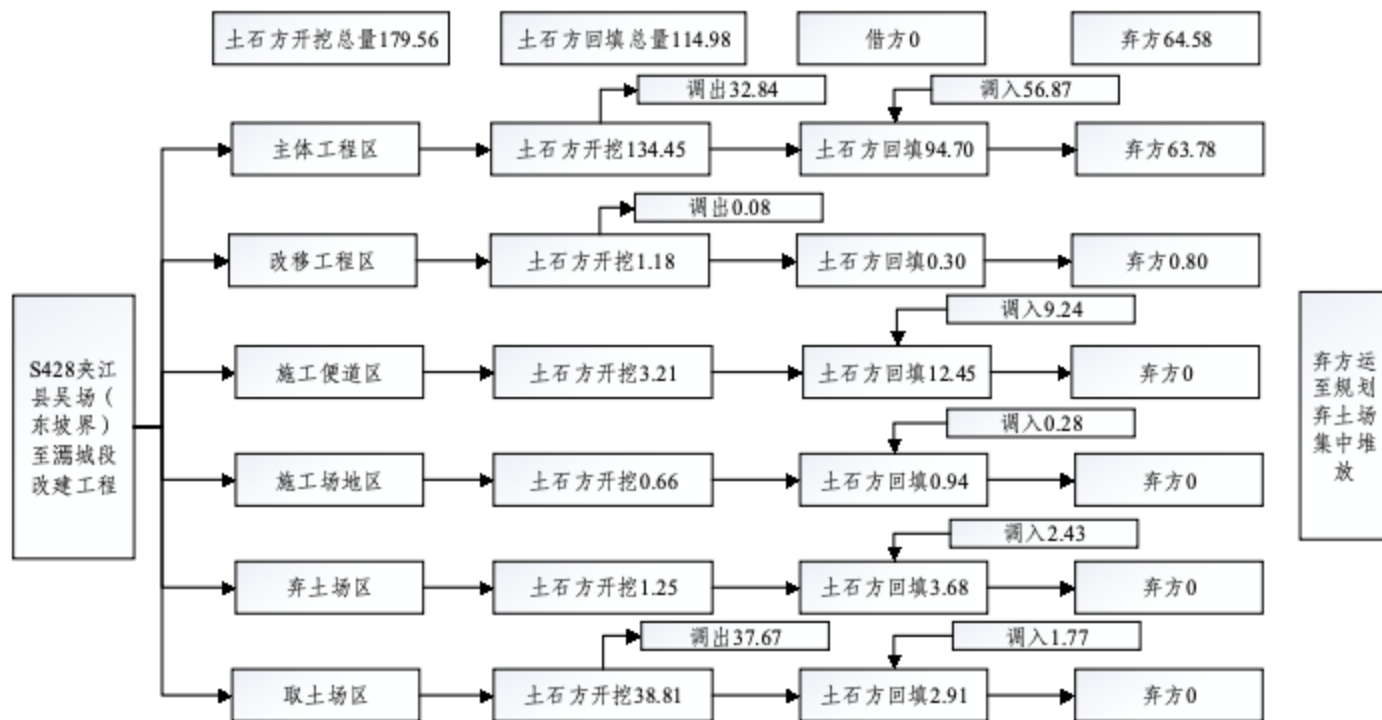 土石方开挖总量179.56
土石方回填总量114.98
借方0
弃方64.58
调出32.84
调入56.87
主体工程区
土石方开挖134.45
土石方回填94.70
弃方63.78
调出0.08
改移工程区
土石方开挖1.18
土石方回填0.30
弃方0.80
S428夹江
县吴场（
东坡界）
至漹城段
改建工程
调入9.24
施工便道区
土石方开挖3.21
土石方回填12.45
弃方0
调入0.28
施工场地区
土石方开挖0.66
土石方回填0.94
弃方0
调入2.43
弃土场区
土石方开挖1.25
土石方回填3.68
弃方0
调出37.67
调入1.77
取土场区
土石方开挖38.81
土石方回填2.91
弃方0
弃方运
至规划
弃土场
集中堆
放